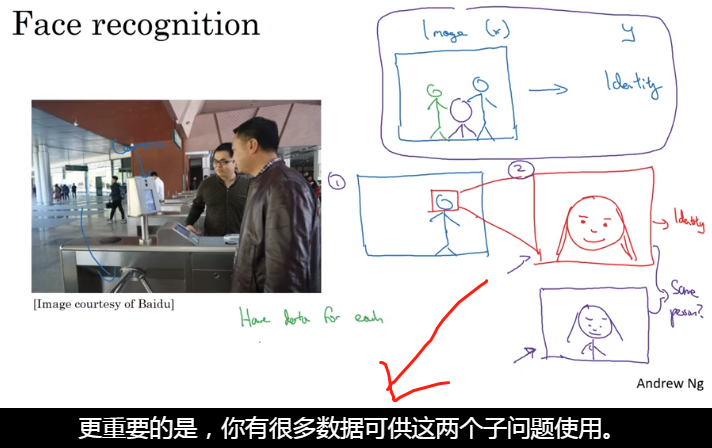 Face recognition
Image (x)
y
Identity
1
2
Identity
Same
person?
[Image courtesy of Baidu]
Have data for each
Andrew Ng
更重要的是，你有很多数据可供这两个子问题使用。